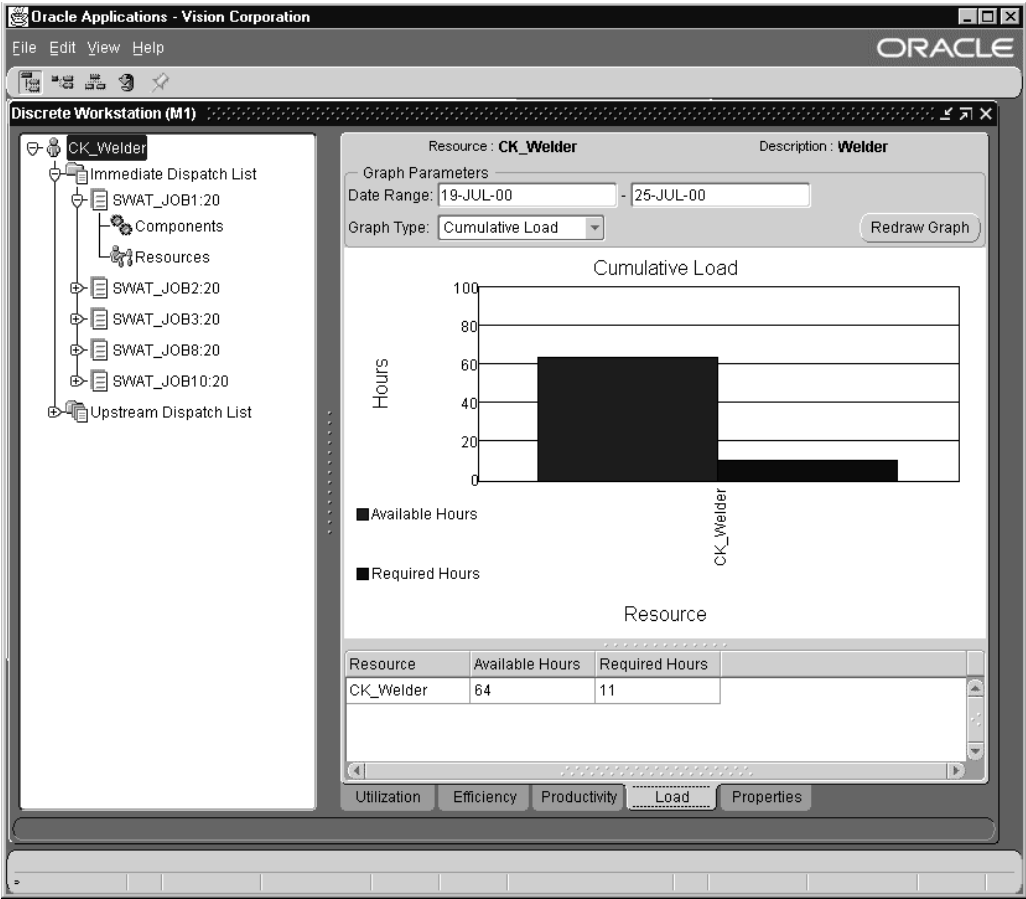 Oracle Applications - Vision Corporation
File Edit View Help
ORACLE
Discrete Workstation (M1)
CK_Welder
Immediate Dispatch List
SWAT_JOB1:20
Components
Resources
SWAT_JOB2:20
SWAT_JOB3:20
SWAT_JOB8:20
SWAT_JOB10:20
Upstream Dispatch List
Resource : CK_Welder Description : Welder
Graph Parameters
Date Range: 19-JUL-00 - 25-JUL-00
Graph Type: Cumulative Load Redraw Graph
Cumulative Load
100
80
60
40
20
0
Hours
CK_Welder
Available Hours
Required Hours
Resource
Resource Available Hours Required Hours
CK_Welder 64 11
Utilization Efficiency Productivity Load Properties